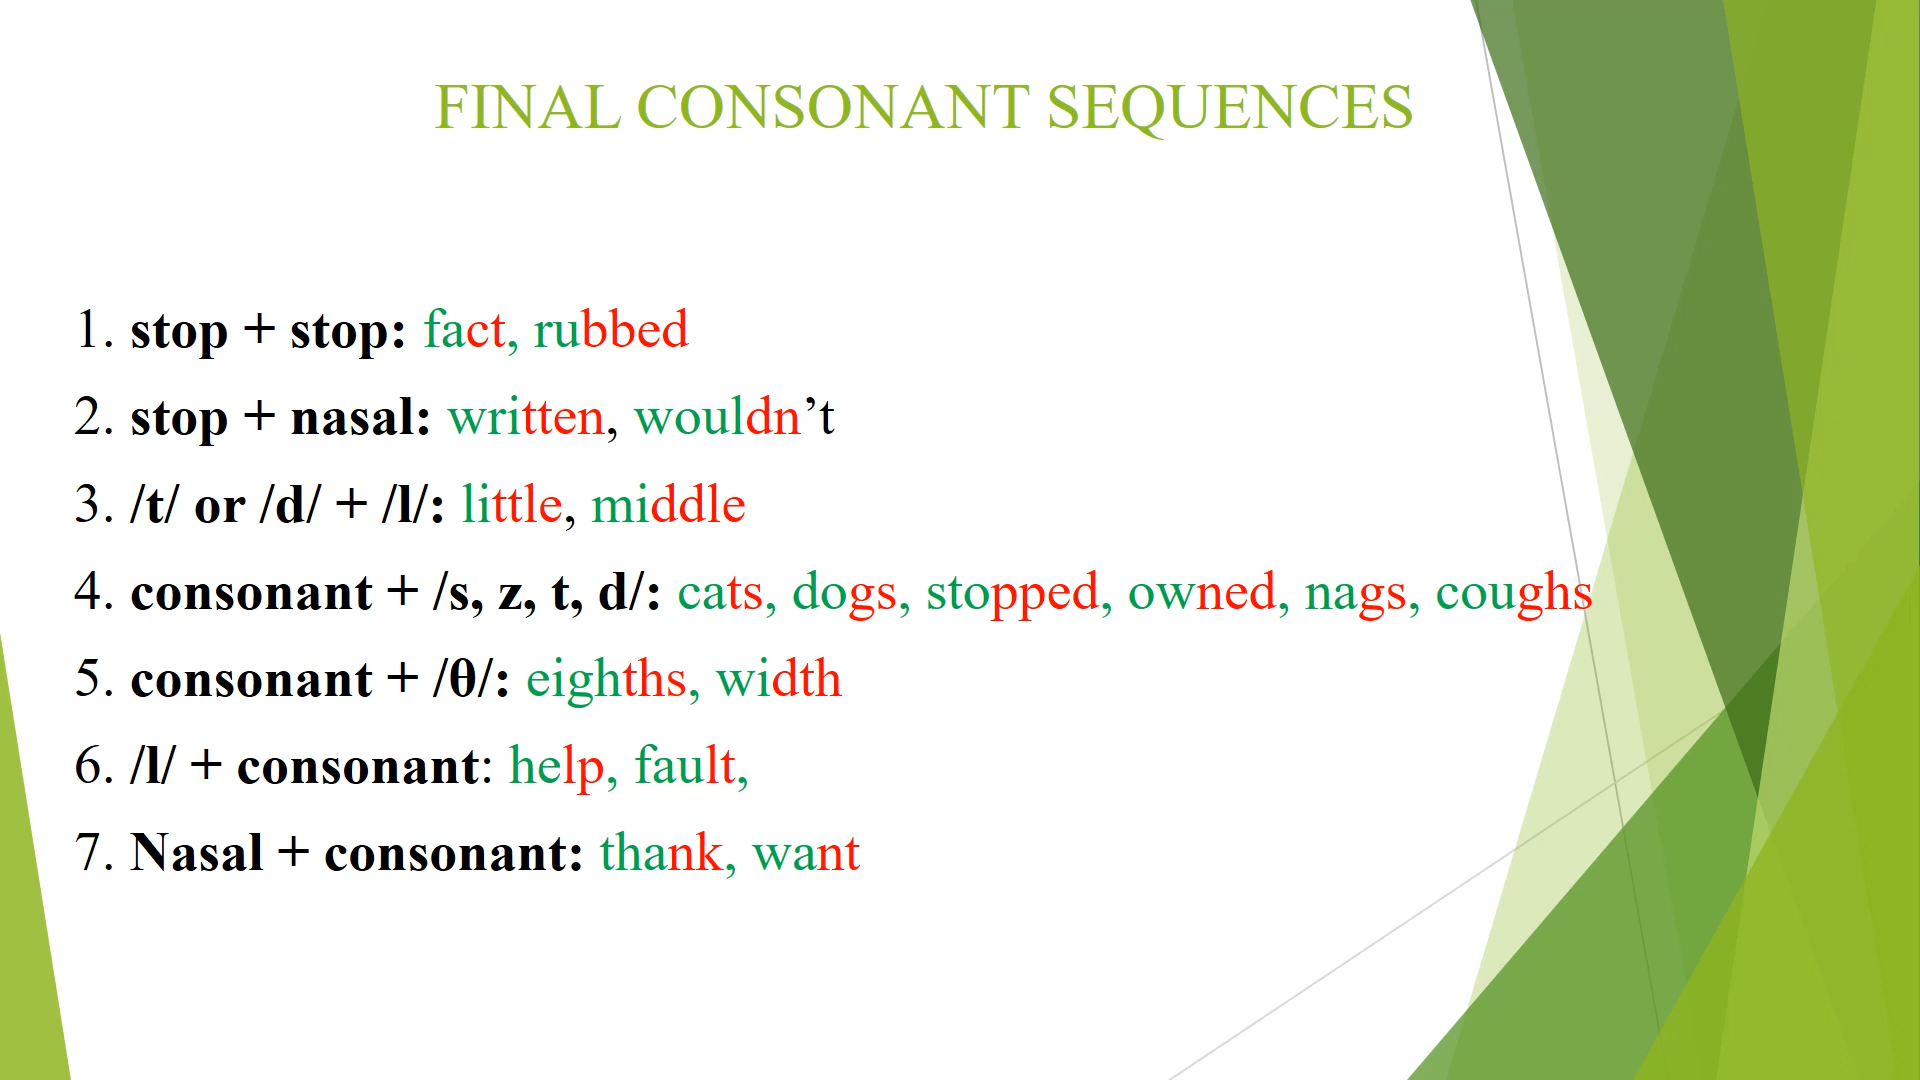 FINAL CONSONANT SEQUENCES
1. stop + stop: fact, rubbed
2. stop + nasal: written, wouldn’t
3. /t/ or /d/ + /l/: little, middle
4. consonant + /s, z, t, d/: cats, dogs, stopped, owned, nags, coughs
5. consonant + /θ/: eighths, width
6. /l/ + consonant: help, fault,
7. Nasal + consonant: thank, want